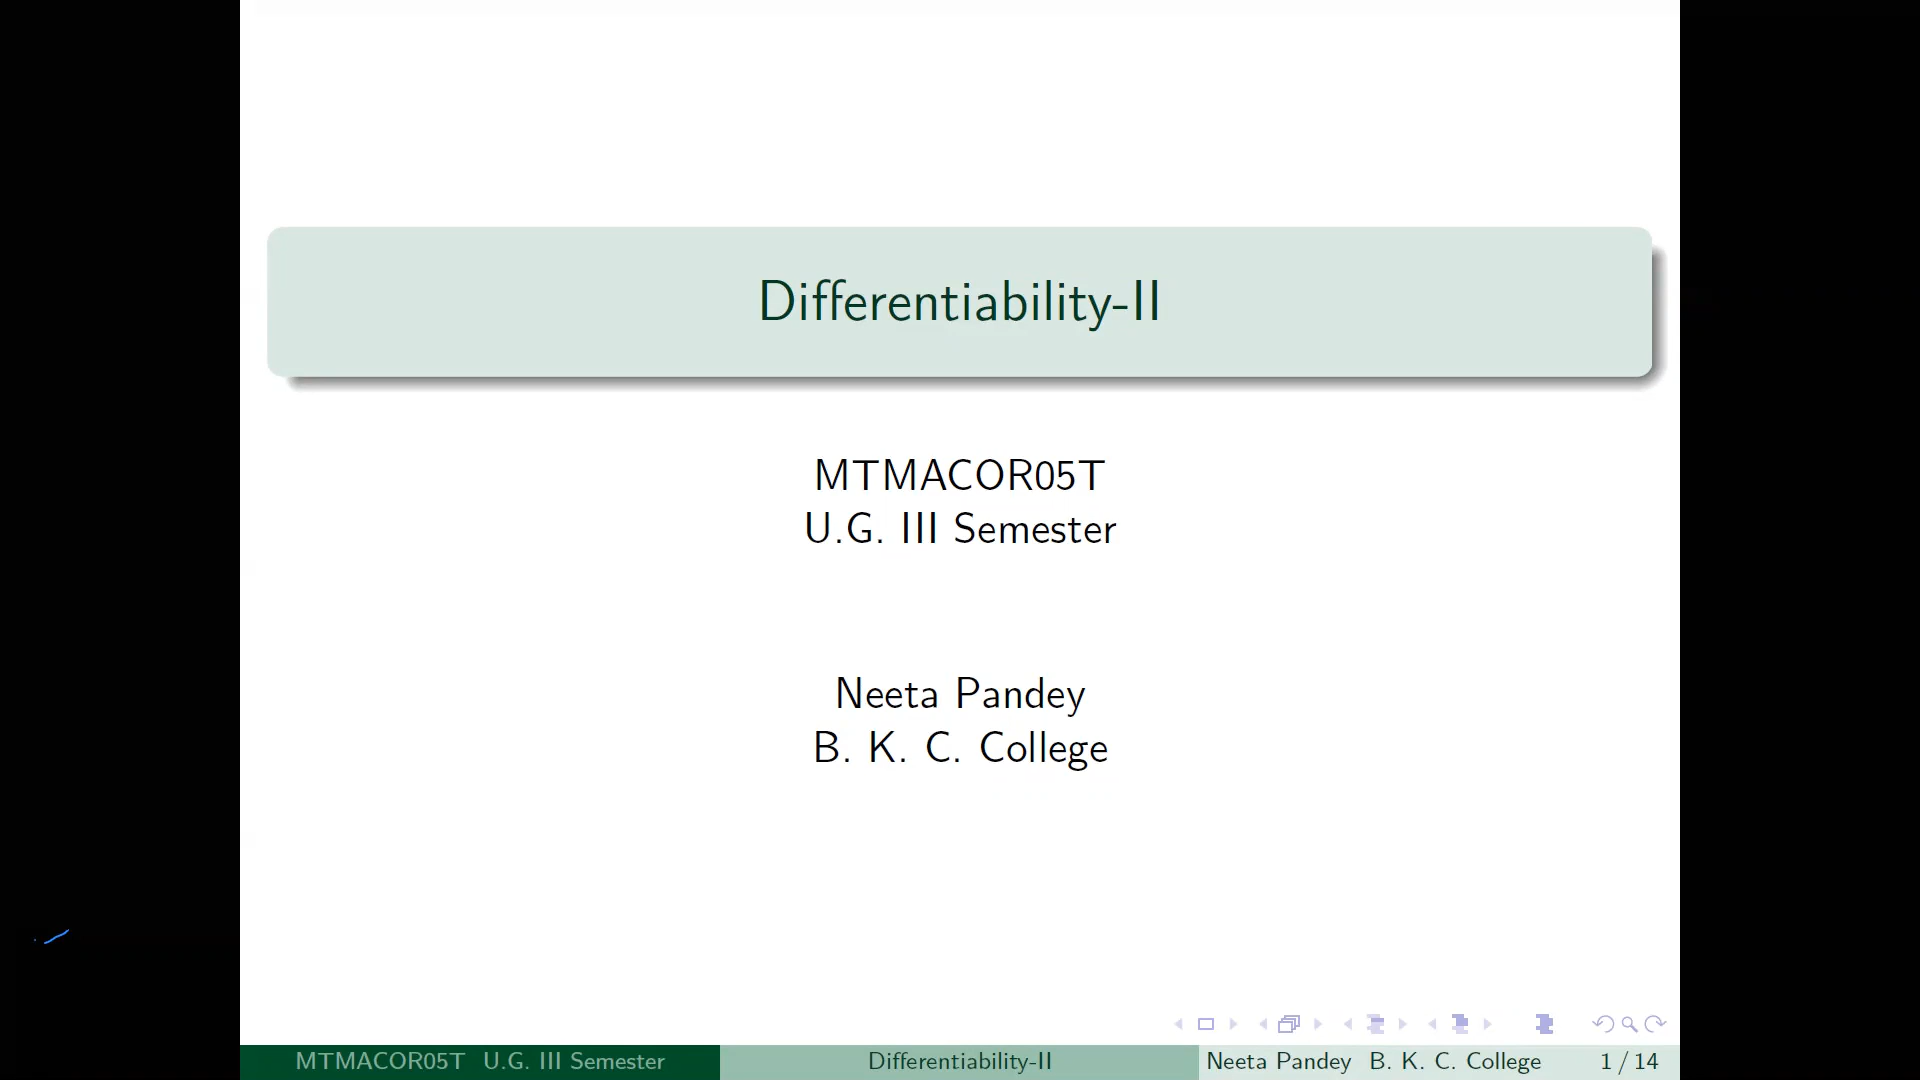 Differentiability-II
MTMACOR05T
U.G. III Semester
Neeta Pandey
B. K. C. College
MTMACOR05T U.G. III Semester Differentiability-II Neeta Pandey B. K. C. College 1 / 14